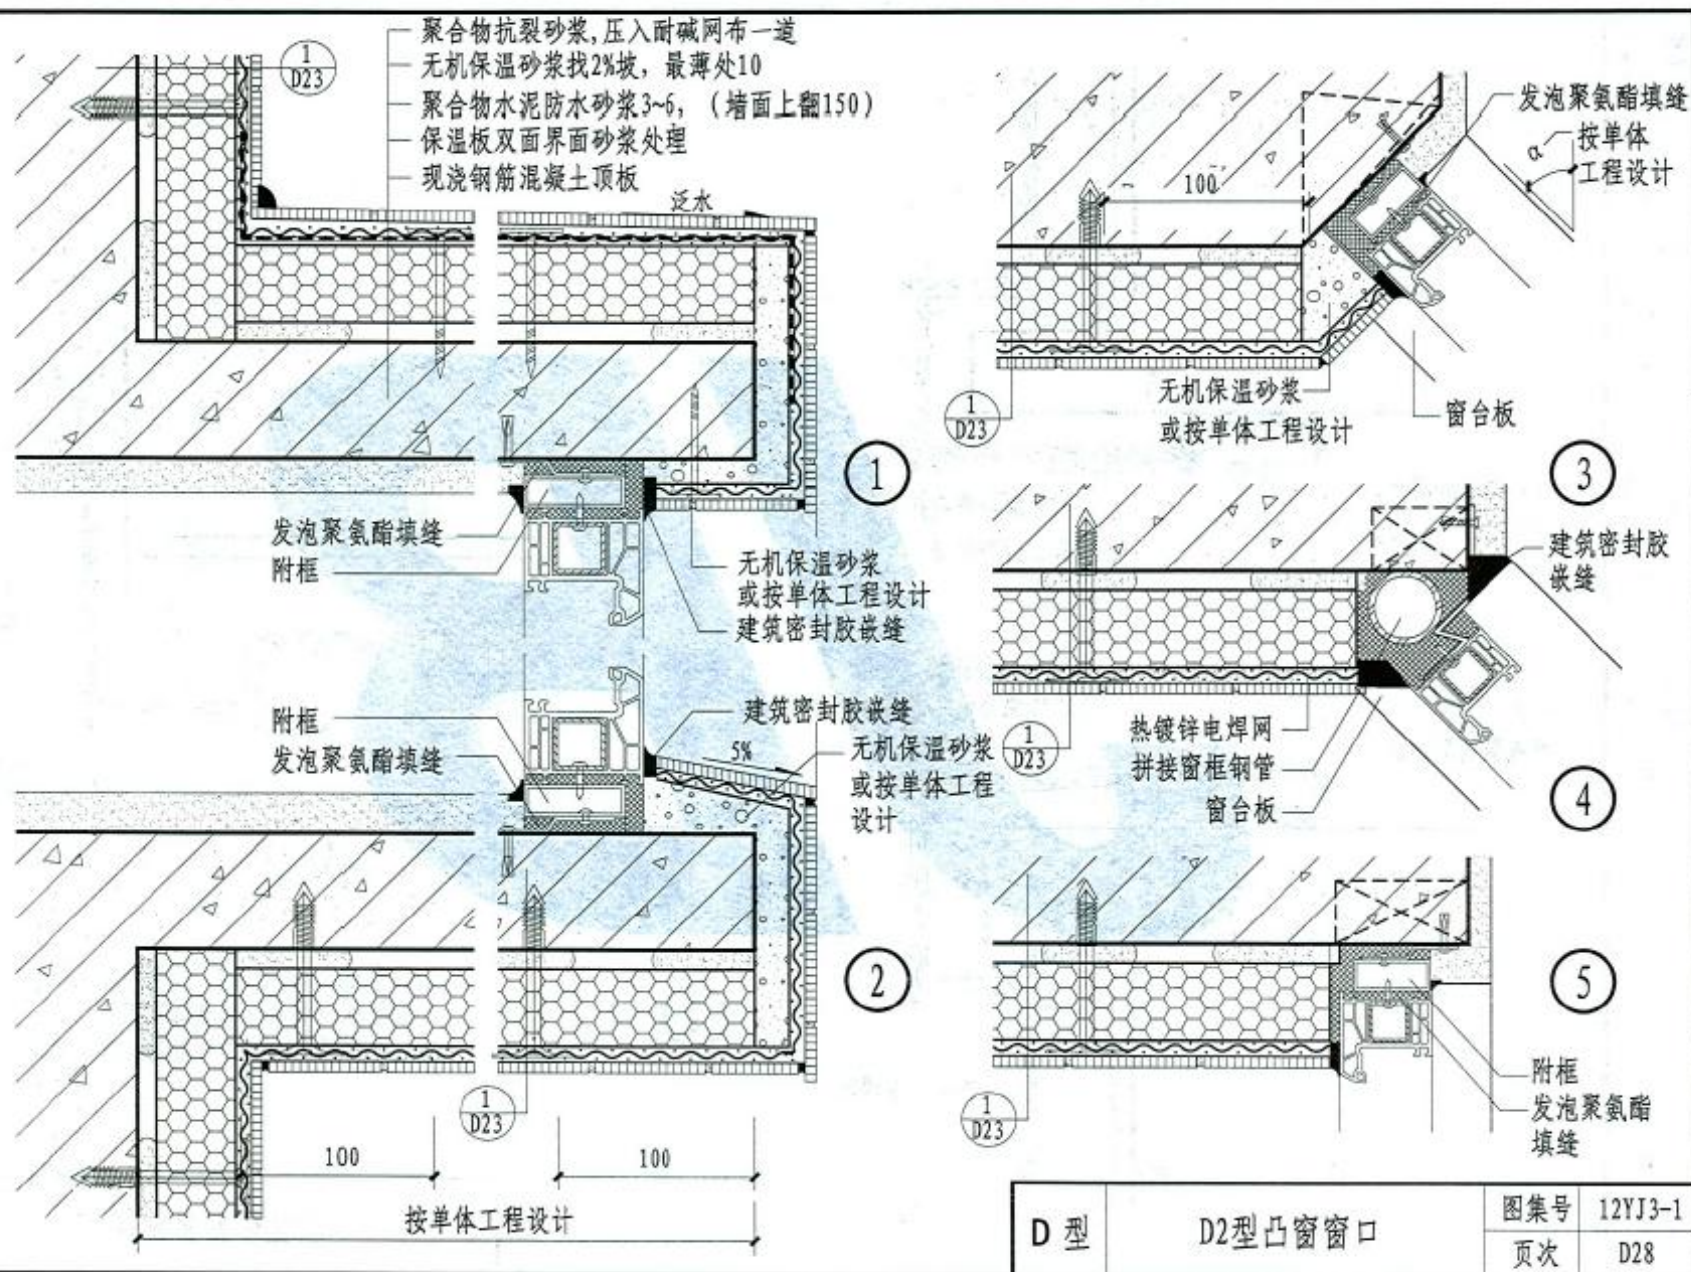 聚合物抗裂砂浆,压入耐碱网布一道
无机保温砂浆找2%坡，最薄处10
聚合物水泥防水砂浆3~6，（墙面上翻150）
保温板双面界面砂浆处理
现浇钢筋混凝土顶板
1
D23
泛水
1
发泡聚氨酯填缝
附框
无机保温砂浆
或按单体工程设计
建筑密封胶嵌缝
附框
发泡聚氨酯填缝
建筑密封胶嵌缝
5%
无机保温砂浆
或按单体工程
设计
2
1
D23
100
100
按单体工程设计
发泡聚氨酯填缝
α
按单体
工程设计
100
1
D23
无机保温砂浆
或按单体工程设计
窗台板
3
建筑密封胶
嵌缝
1
D23
热镀锌电焊网
拼接窗框钢管
窗台板
4
5
1
D23
附框
发泡聚氨酯
填缝
D 型
D2型凸窗窗口
图集号
12YJ3-1
页次
D28